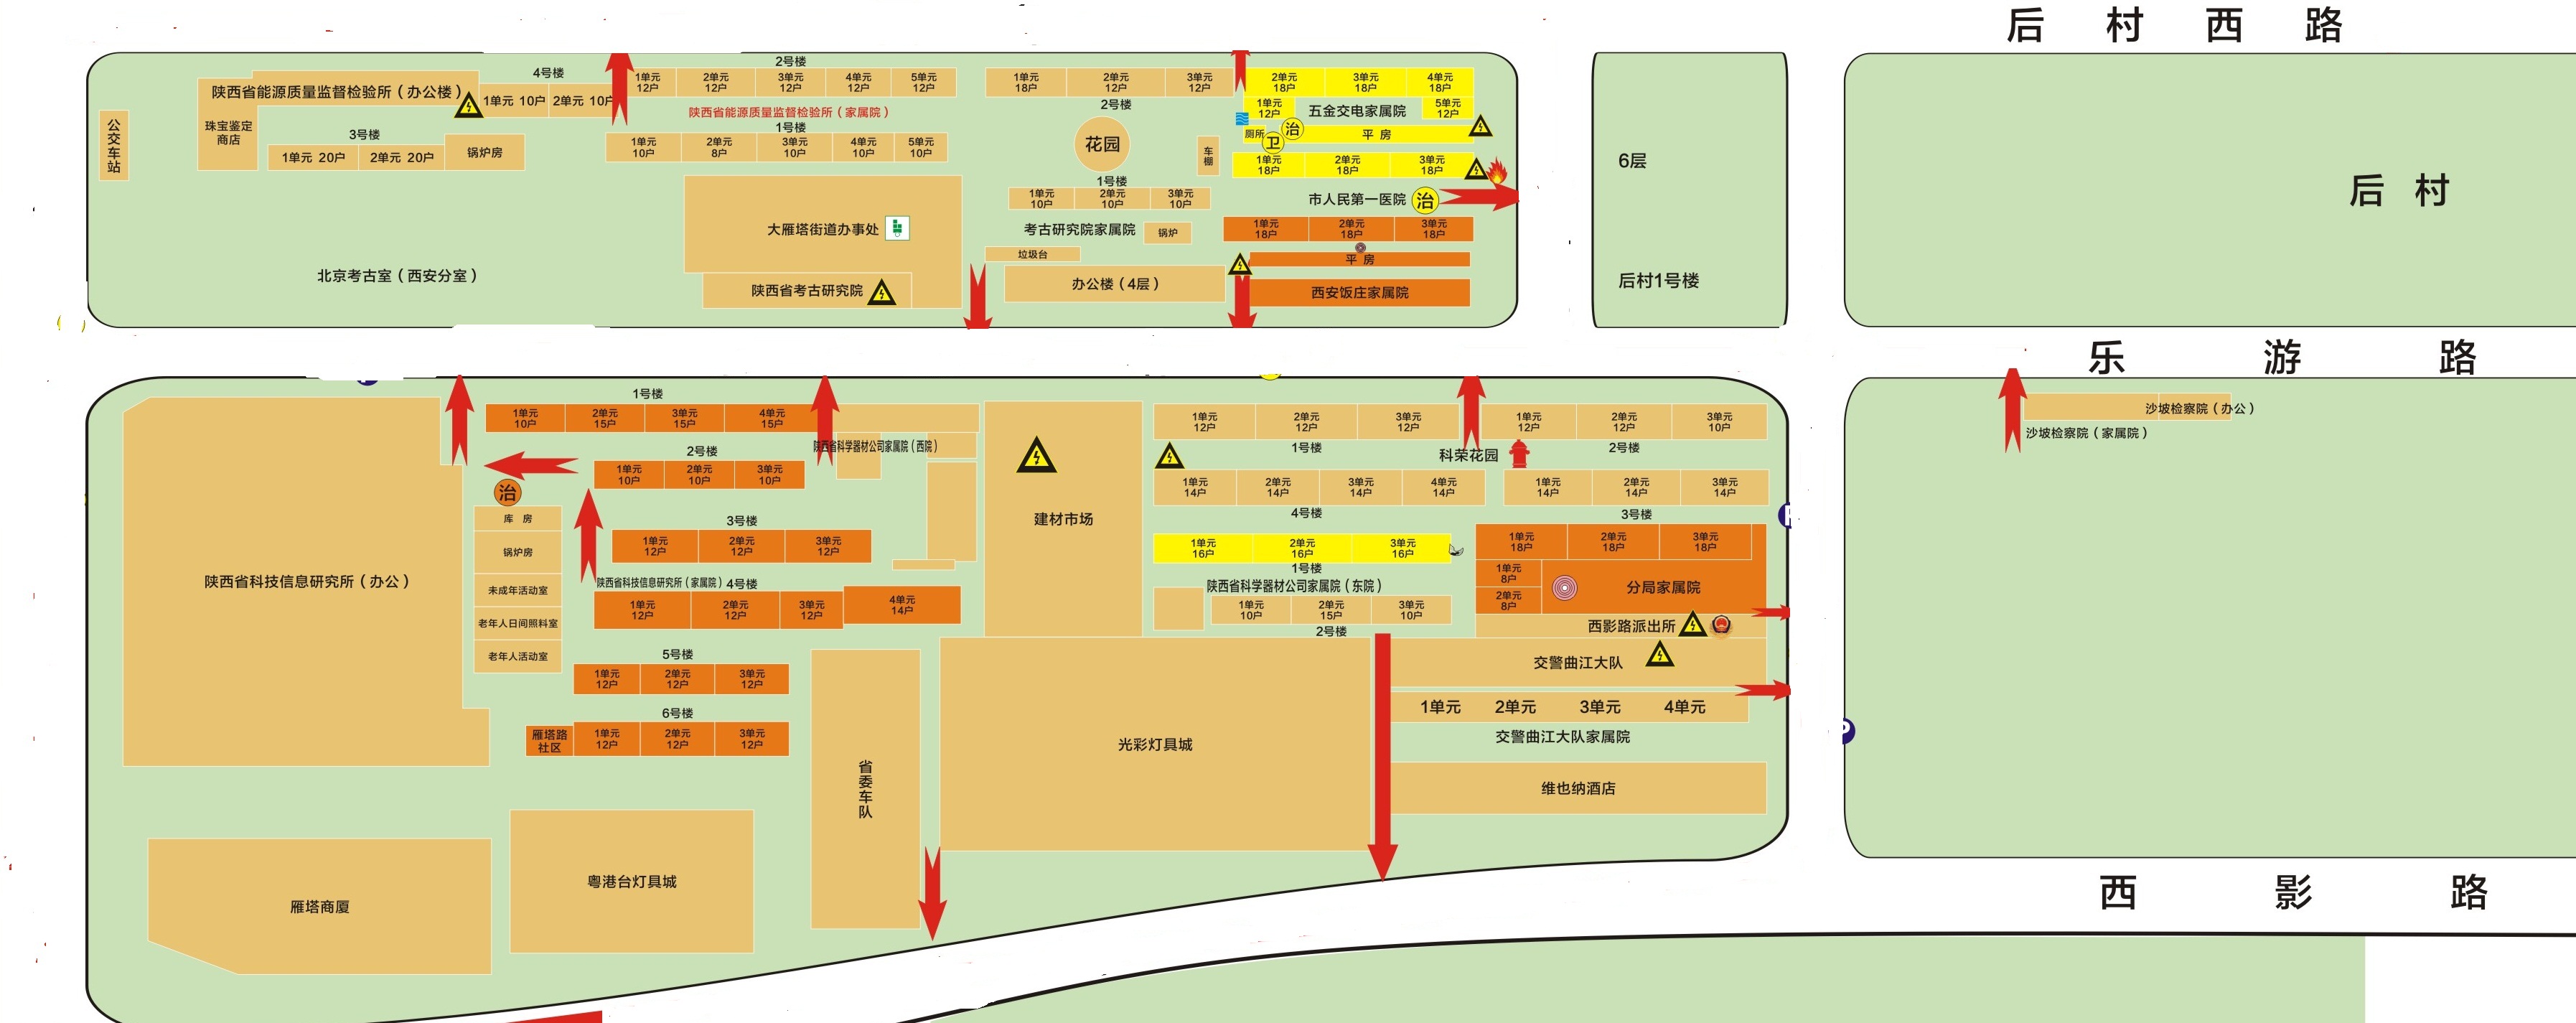 后 村 西 路
公交车站
陕西省能源质量监督检验所（办公楼）
珠宝鉴定
商店
4号楼
1单元 10户 2单元 10户
3号楼
1单元 20户 2单元 20户
锅炉房
北京考古室（西安分室）
2号楼
1单元 2单元 3单元 4单元 5单元
12户 12户 12户 12户 12户
陕西省能源质量监督检验所（家属院）
1号楼
1单元 2单元 3单元 4单元 5单元
10户 8户 10户 10户 10户
大雁塔街道办事处
陕西省考古研究院
1单元 2单元 3单元
18户 12户 12户
2号楼
花园
车棚
1号楼
1单元 2单元 3单元
10户 10户 10户
考古研究院家属院
锅炉
垃圾台
办公楼（4层）
2单元 3单元 4单元
18户 18户 18户
1单元
12户
五金交电家属院
5单元
12户
厕所
治
卫
平 房
1单元 2单元 3单元
18户 18户 18户
市人民第一医院
治
1单元 2单元 3单元
18户 18户 18户
平 房
西安饭庄家属院
6层
后村1号楼
后 村
乐 游 路
陕西省科技信息研究所（办公）
1号楼
1单元 2单元 3单元 4单元
10户 15户 15户 15户
陕西省科学器材公司家属院（西院）
2号楼
1单元 2单元 3单元
10户 10户 10户
治
库 房
锅炉房
未成年活动室
老年人日间照料室
老年人活动室
3号楼
1单元 2单元 3单元
12户 12户 12户
陕西省科技信息研究所（家属院）
4号楼
1单元 2单元 3单元 4单元
12户 12户 12户 14户
5号楼
1单元 2单元 3单元
12户 12户 12户
6号楼
雁塔路
社区
1单元 2单元 3单元
12户 12户 12户
省委车队
雁塔商厦
粤港台灯具城
建材市场
光彩灯具城
1单元 2单元 3单元
12户 12户 12户
1号楼
1单元 2单元 3单元
12户 12户 10户
2号楼
科荣花园
1单元 2单元 3单元 4单元
14户 14户 14户 14户
4号楼
1单元 2单元 3单元
14户 14户 14户
3号楼
1单元 2单元 3单元
16户 16户 16户
1号楼
陕西省科学器材公司家属院（东院）
1单元 2单元 3单元
10户 15户 10户
2号楼
1单元 2单元 3单元
18户 18户 18户
1单元
8户
2单元
8户
分局家属院
西影路派出所
交警曲江大队
1单元 2单元 3单元 4单元
交警曲江大队家属院
维也纳酒店
沙坡检察院（办公）
沙坡检察院（家属院）
P
西 影 路